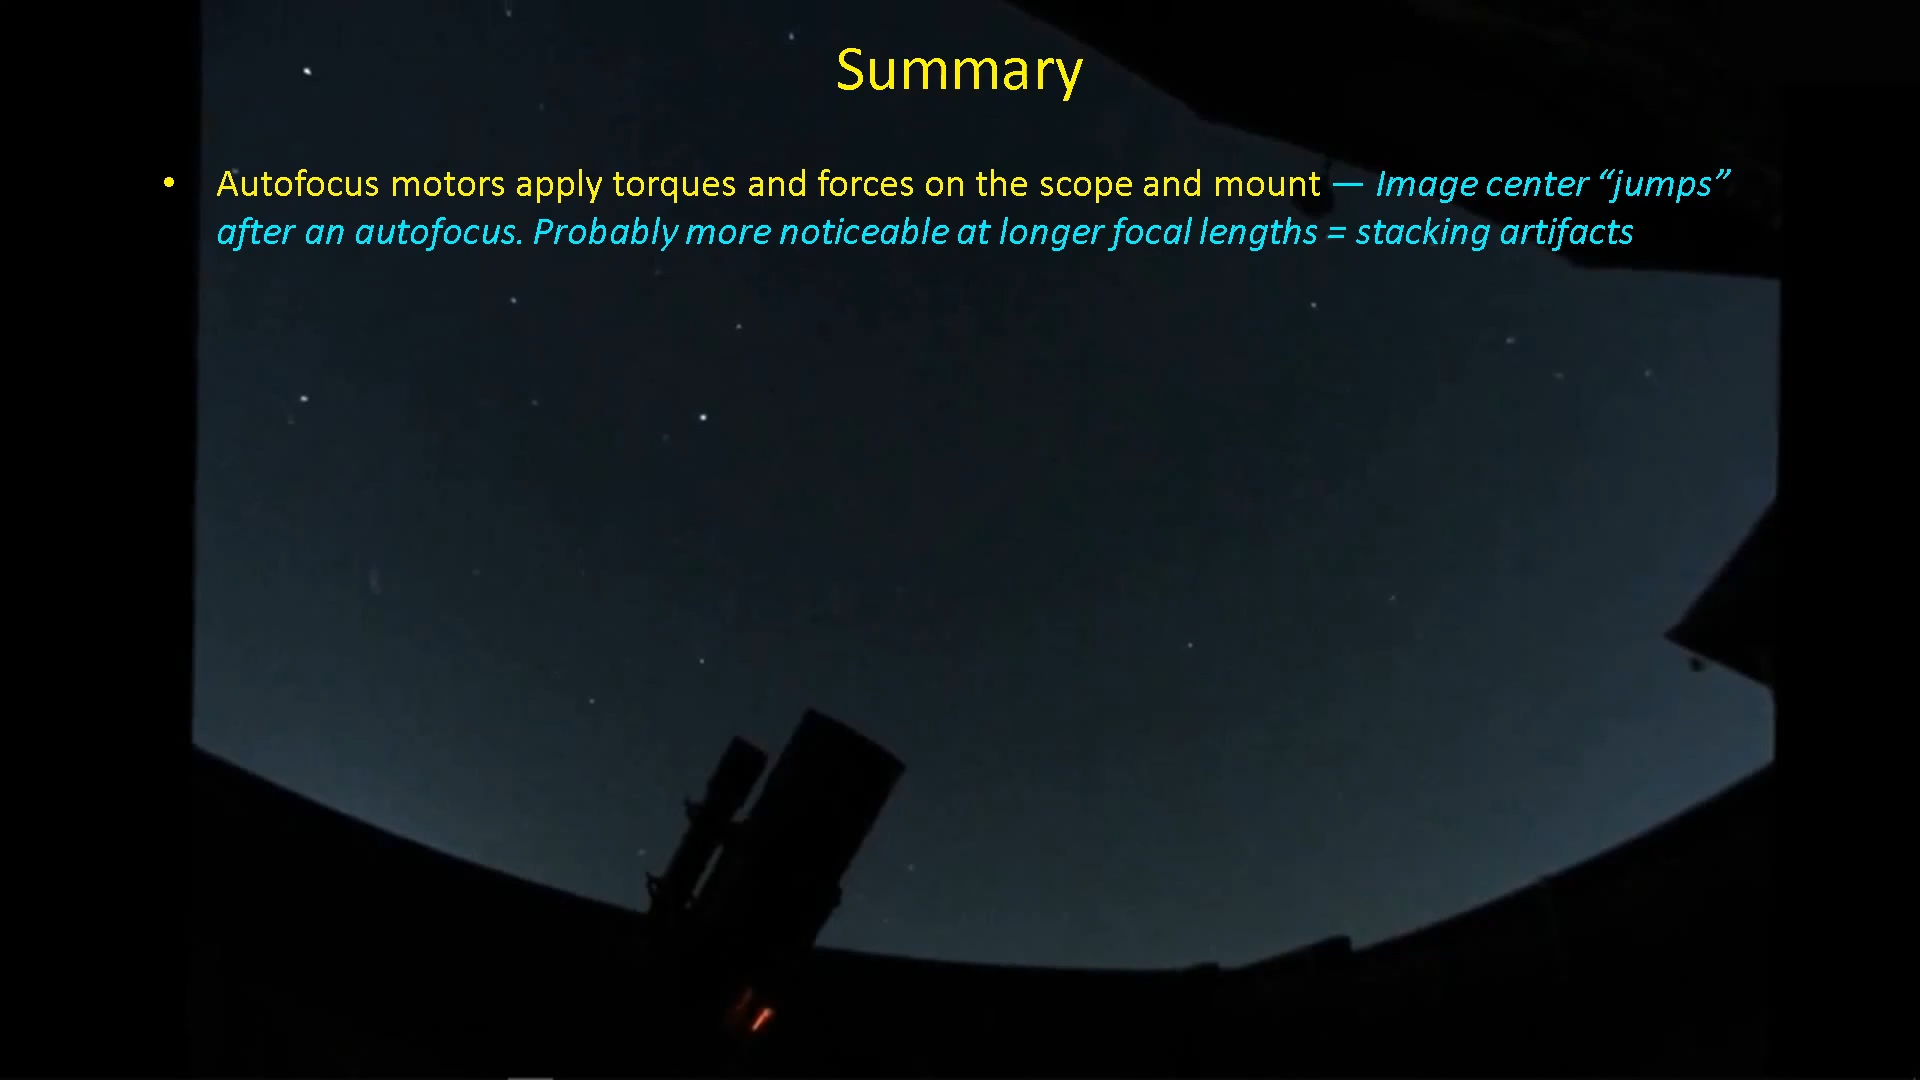 Summary
• Autofocus motors apply torques and forces on the scope and mount — Image center “jumps”
after an autofocus. Probably more noticeable at longer focal lengths = stacking artifacts